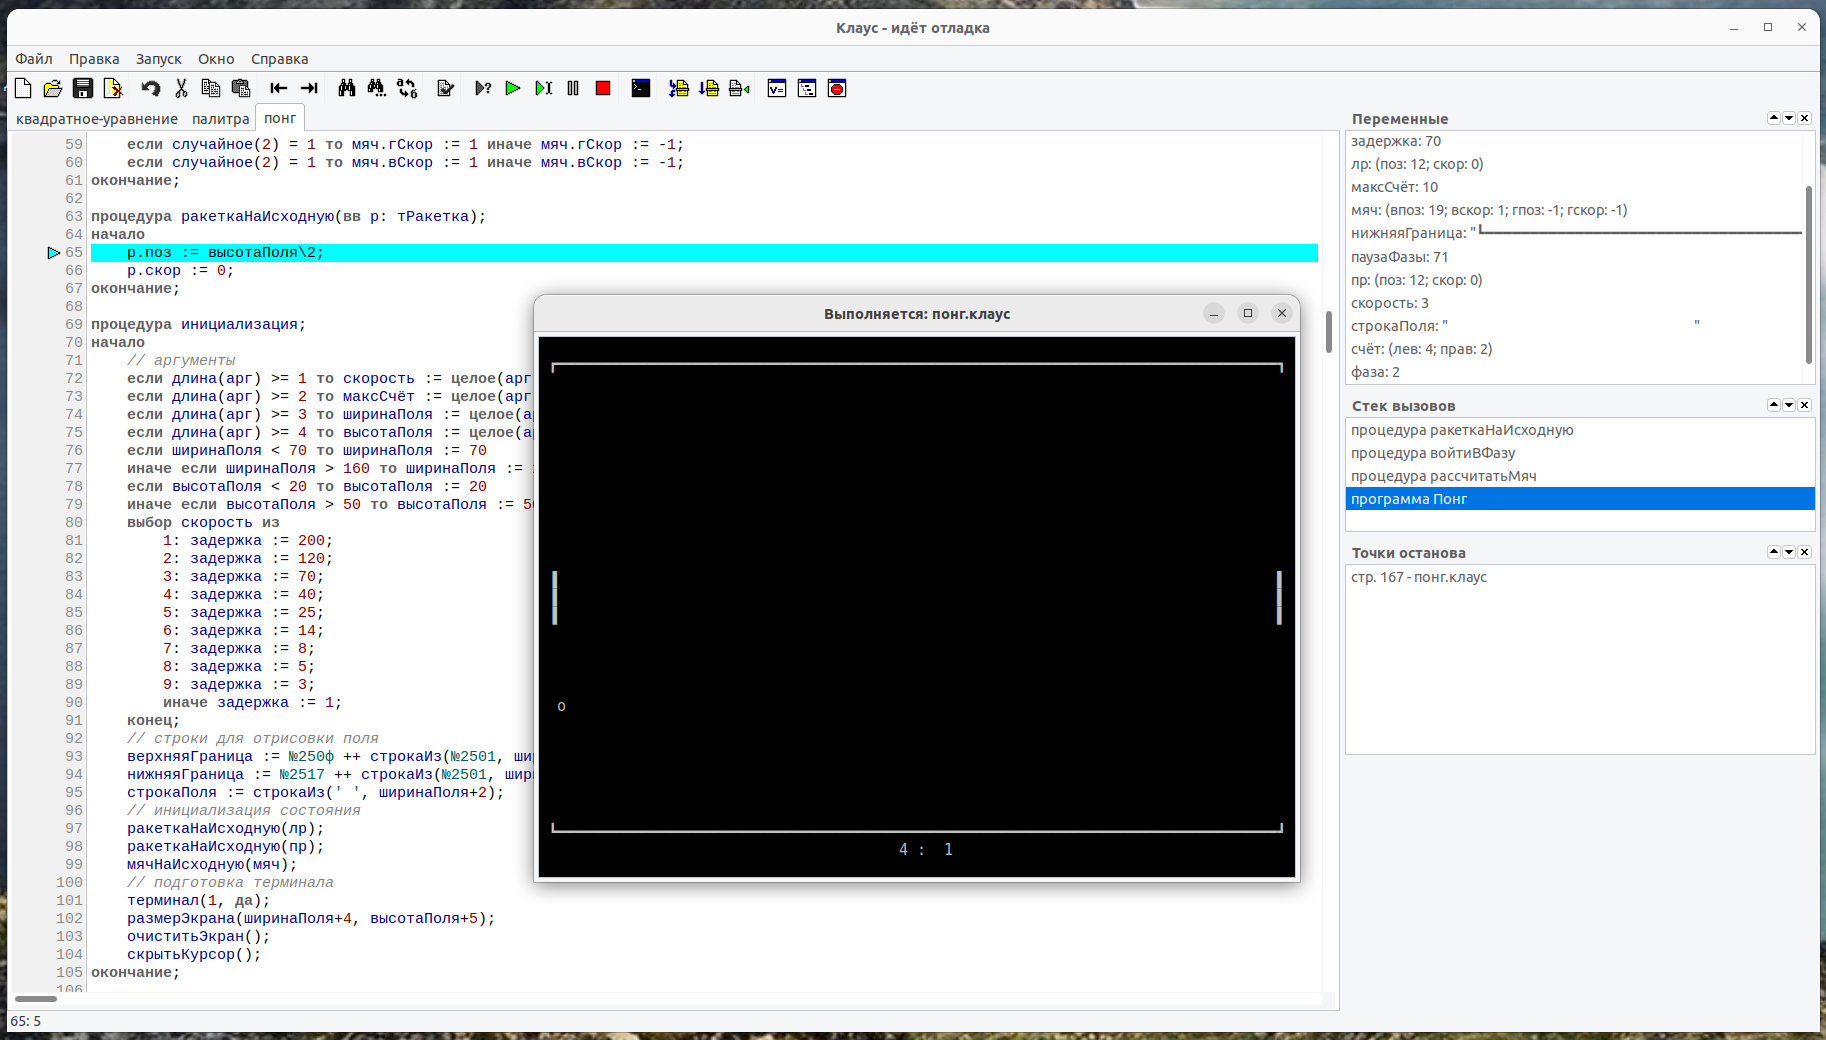 Клаус - идёт отладка
Файл Правка Запуск Окно Справка
квадратное-уравнение палитра понг
59 если случайное(2) = 1 то мяч.гСкор := 1 иначе мяч.гСкор := -1;
60 если случайное(2) = 1 то мяч.вСкор := 1 иначе мяч.вСкор := -1;
61 окончание;
62
63 процедура ракеткаНаИсходную(вв р: тРакетка);
64 начало
65 р.поз := высотаПоля\2;
66 р.скор := 0;
67 окончание;
68
69 процедура инициализация;
70 начало
71 // аргументы
72 если длина(арг) >= 1 то скорость := целое(арг
73 если длина(арг) >= 2 то максСчёт := целое(арг
74 если длина(арг) >= 3 то ширинаПоля := целое(а
75 если длина(арг) >= 4 то высотаПоля := целое(а
76 если ширинаПоля < 70 то ширинаПоля := 70
77 иначе если ширинаПоля > 160 то ширинаПоля :=
78 если высотаПоля < 20 то высотаПоля := 20
79 иначе если высотаПоля > 50 то высотаПоля := 5
80 выбор скорость из
81 1: задержка := 200;
82 2: задержка := 120;
83 3: задержка := 70;
84 4: задержка := 40;
85 5: задержка := 25;
86 6: задержка := 14;
87 7: задержка := 8;
88 8: задержка := 5;
89 9: задержка := 3;
90 иначе задержка := 1;
91 конец;
92 // строки для отрисовки поля
93 верхняяГраница := №250ф ++ строкаИз(№2501, ши
94 нижняяГраница := №2517 ++ строкаИз(№2501, шир
95 строкаПоля := строкаИз(' ', ширинаПоля+2);
96 // инициализация состояния
97 ракеткаНаИсходную(лр);
98 ракеткаНаИсходную(пр);
99 мячНаИсходную(мяч);
100 // подготовка терминала
101 терминал(1, да);
102 размерЭкрана(ширинаПоля+4, высотаПоля+5);
103 очиститьЭкран();
104 скрытьКурсор();
105 окончание;
106
65: 5
Выполняется: понг.клаус
o
4 : 1
Переменные
задержка: 70
лр: (поз: 12; скор: 0)
максСчёт: 10
мяч: (впоз: 19; вскор: 1; гпоз: -1; гскор: -1)
нижняяГраница: "┗━━━━━━━━━━━━━━━━━━━━━━━━━━━━━━━━━━━━━━━━
паузаФазы: 71
пр: (поз: 12; скор: 0)
скорость: 3
строкаПоля: " "
счёт: (лев: 4; прав: 2)
фаза: 2
Стек вызовов
процедура ракеткаНаИсходную
процедура войтиВФазу
процедура рассчитатьМяч
программа Понг
Точки останова
стр. 167 - понг.клаус